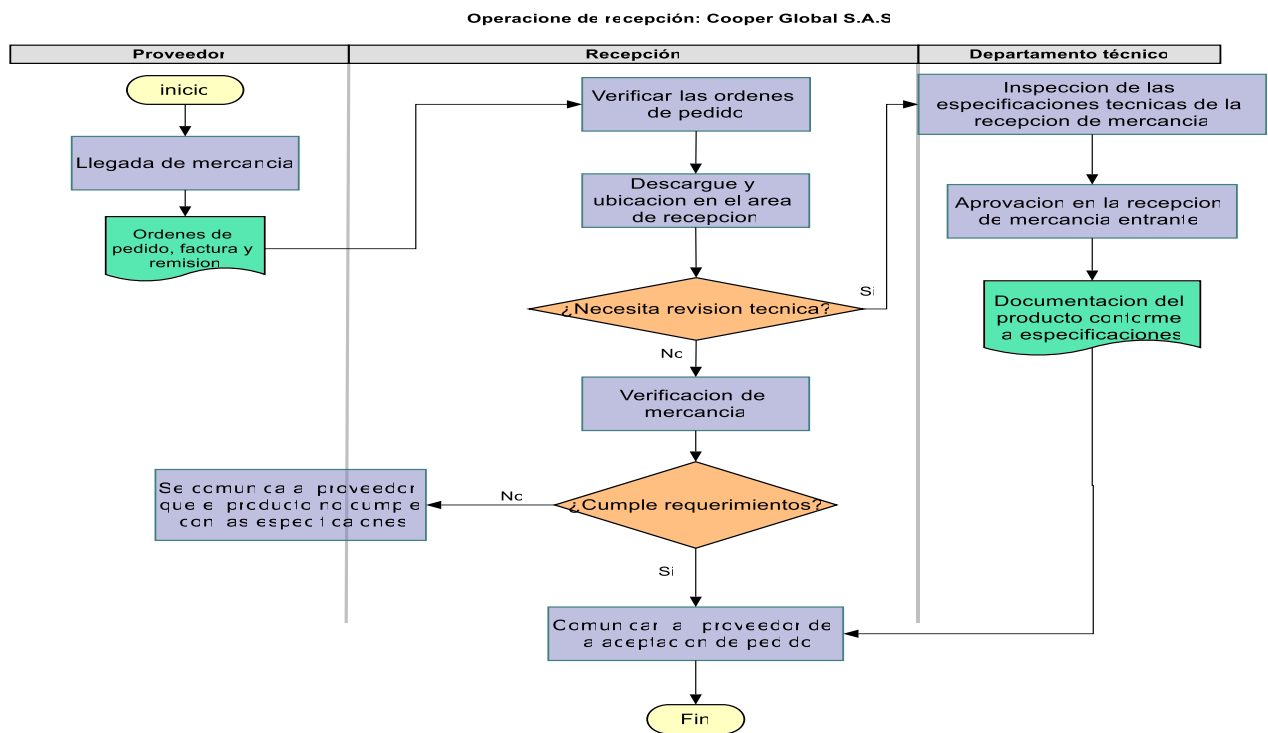 Operacione de recepción: Cooper Global S.A.S
Proveedor
Recepción
Departamento técnico
inicio
Llegada de mercancia
Ordenes de
pedido, factura y
remision
Verificar las ordenes
de pedido
Descargue y
ubicacion en el area
de recepcion
¿Necesita revision tecnica?
Si
No
Inspeccion de las
especificaciones tecnicas de la
recepcion de mercancia
Aprovacion en la recepcion
de mercancia entrante
Documentacion del
producto conforme
a especificaciones
Verificacion de
mercancia
¿Cumple requerimientos?
No
Se comunica al proveedor
que el producto no cumple
con las especificaciones
Si
Comunicar al proveedor de
la aceptacion de pedido
Fin